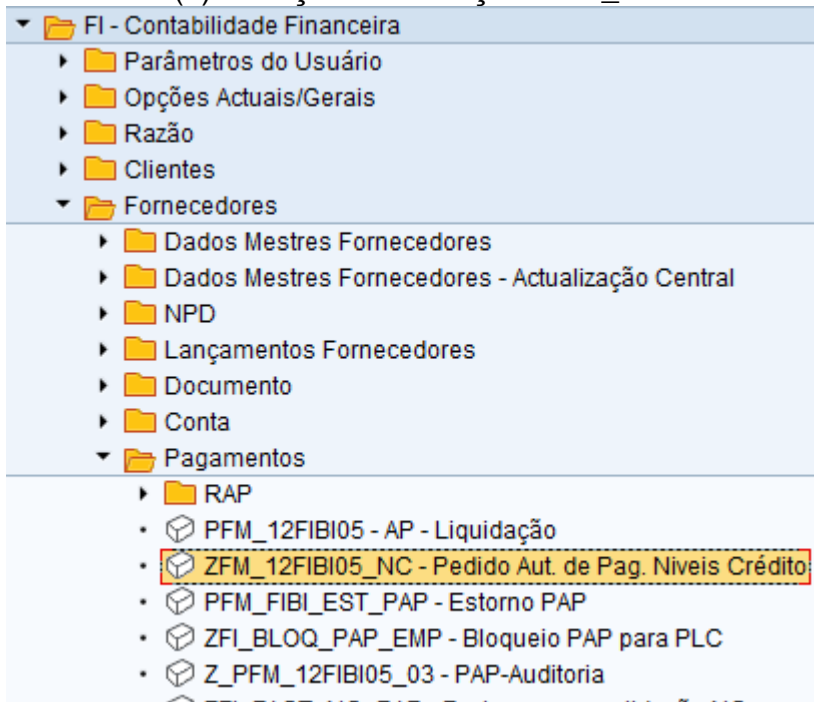 FI - Contabilidade Financeira
Parâmetros do Usuário
Opções Actuais/Gerais
Razão
Clientes
Fornecedores
Dados Mestres Fornecedores
Dados Mestres Fornecedores - Actualização Central
NPD
Lançamentos Fornecedores
Documento
Conta
Pagamentos
RAP
PFM_12FIBI05 - AP - Liquidação
ZFM_12FIBI05_NC - Pedido Aut. de Pag. Niveis Crédito
PFM_FIBI_EST_PAP - Estorno PAP
ZFI_BLOQ_PAP_EMP - Bloqueio PAP para PLC
Z_PFM_12FIBI05_03 - PAP-Auditoria